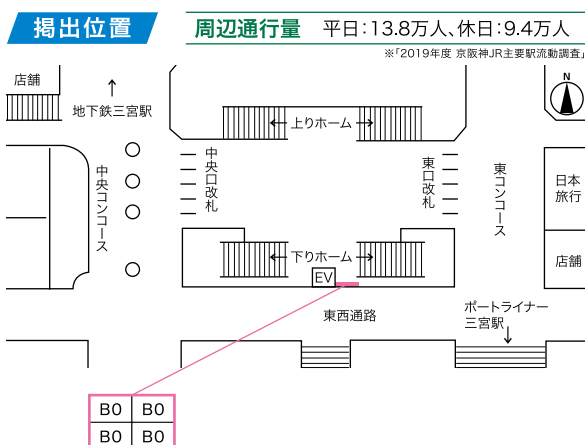 掲出位置
周辺通行量 平日:13.8万人、休日:9.4万人
※「2019年度 京阪神JR主要駅流動調査」
店舗
地下鉄三宮駅
N
上りホーム
中央口改札
東口改札
中央コンコース
東コンコース
日本
旅行
下りホーム
店舗
EV
ポートライナー
三宮駅
東西通路
B0 B0
B0 B0